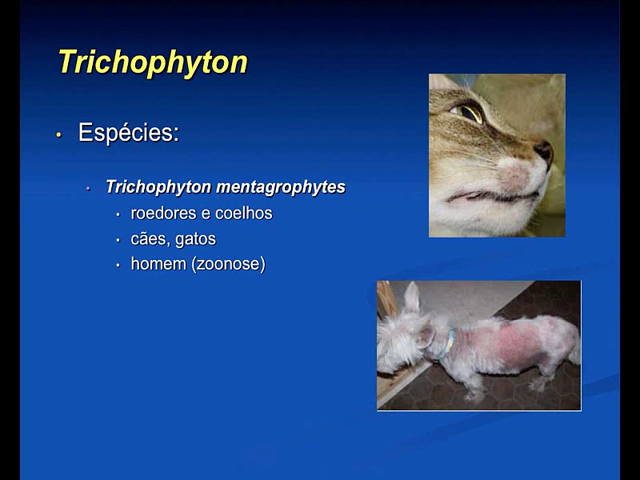 Trichophyton
• Espécies:
• Trichophyton mentagrophytes
• roedores e coelhos
• cães, gatos
• homem (zoonose)